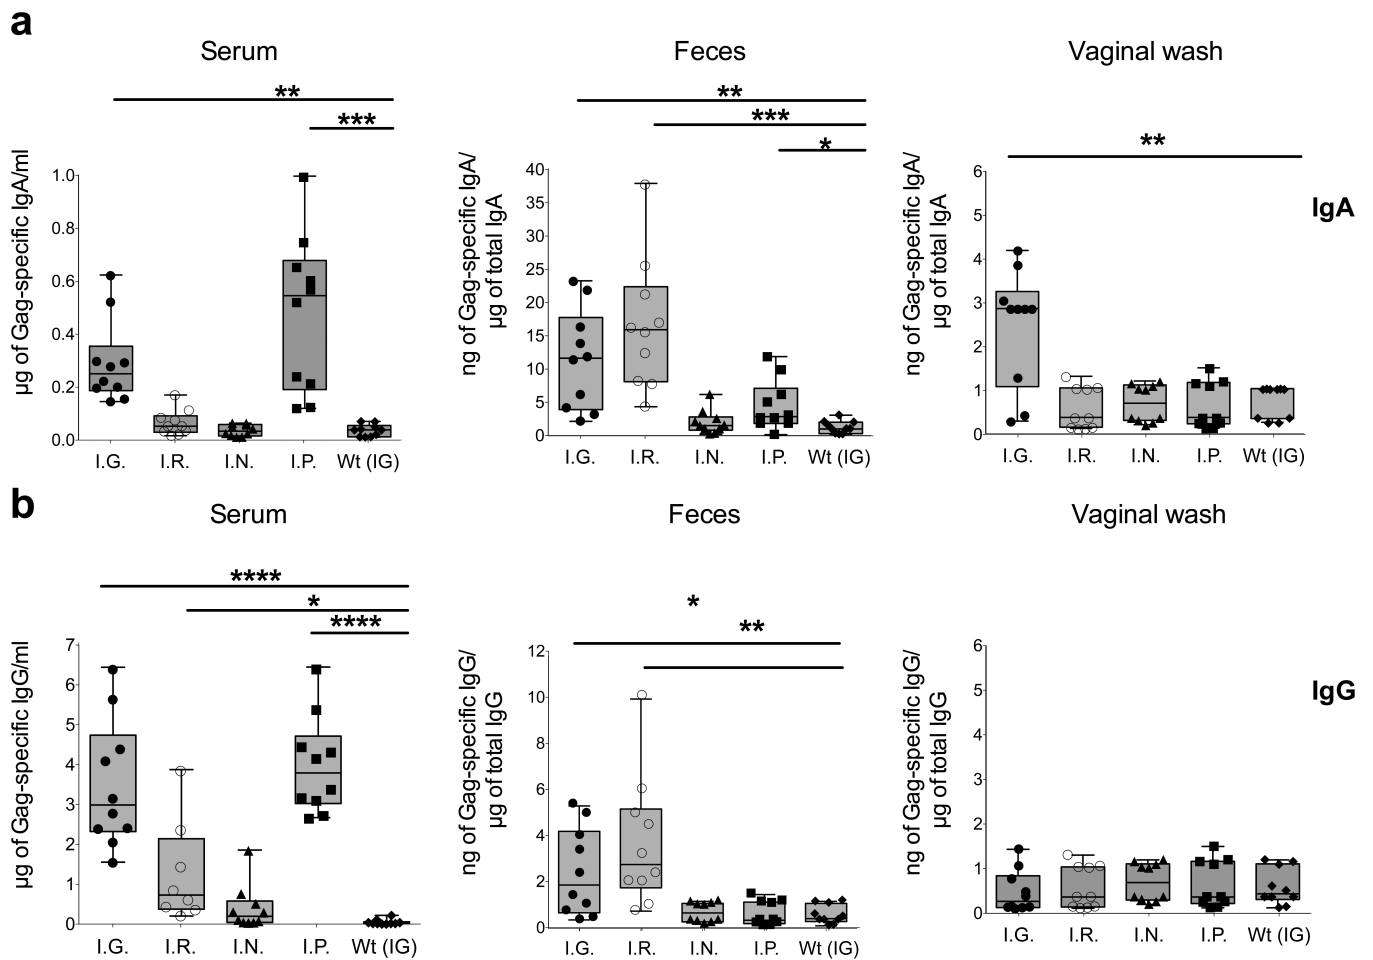 a
Serum
Feces
Vaginal wash
**
***
**
***
*
**
µg of Gag-specific IgA/ml
1.0
0.8
0.6
0.4
0.2
0.0
I.G. I.R. I.N. I.P. Wt (IG)
ng of Gag-specific IgA/
µg of total IgA
40
35
30
25
20
15
10
5
0
I.G. I.R. I.N. I.P. Wt (IG)
ng of Gag-specific IgA/
µg of total IgA
6
5
4
3
2
1
0
I.G. I.R. I.N. I.P. Wt (IG)
IgA
b
Serum
Feces
Vaginal wash
****
*
****
*
**
µg of Gag-specific IgG/ml
7
6
5
4
3
2
1
0
I.G. I.R. I.N. I.P. Wt (IG)
ng of Gag-specific IgG/
µg of total IgG
12
10
8
6
4
2
0
I.G. I.R. I.N. I.P. Wt (IG)
ng of Gag-specific IgG/
µg of total IgG
6
5
4
3
2
1
0
I.G. I.R. I.N. I.P. Wt (IG)
IgG